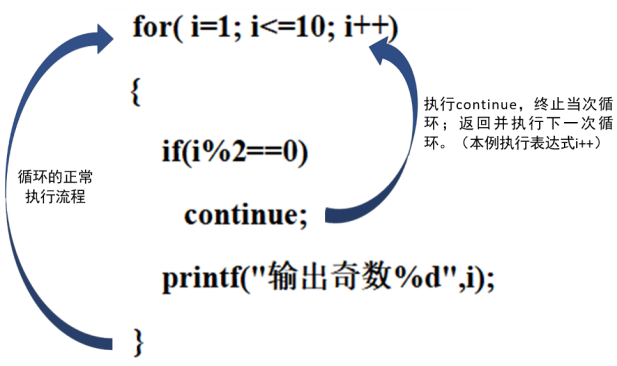 for( i=1; i<=10; i++)
{
if(i%2==0)
continue;
printf("输出奇数%d",i);
}
循环的正常
执行流程
执行continue，终止当次循
环；返回并执行下一次循
环。（本例执行表达式i++）